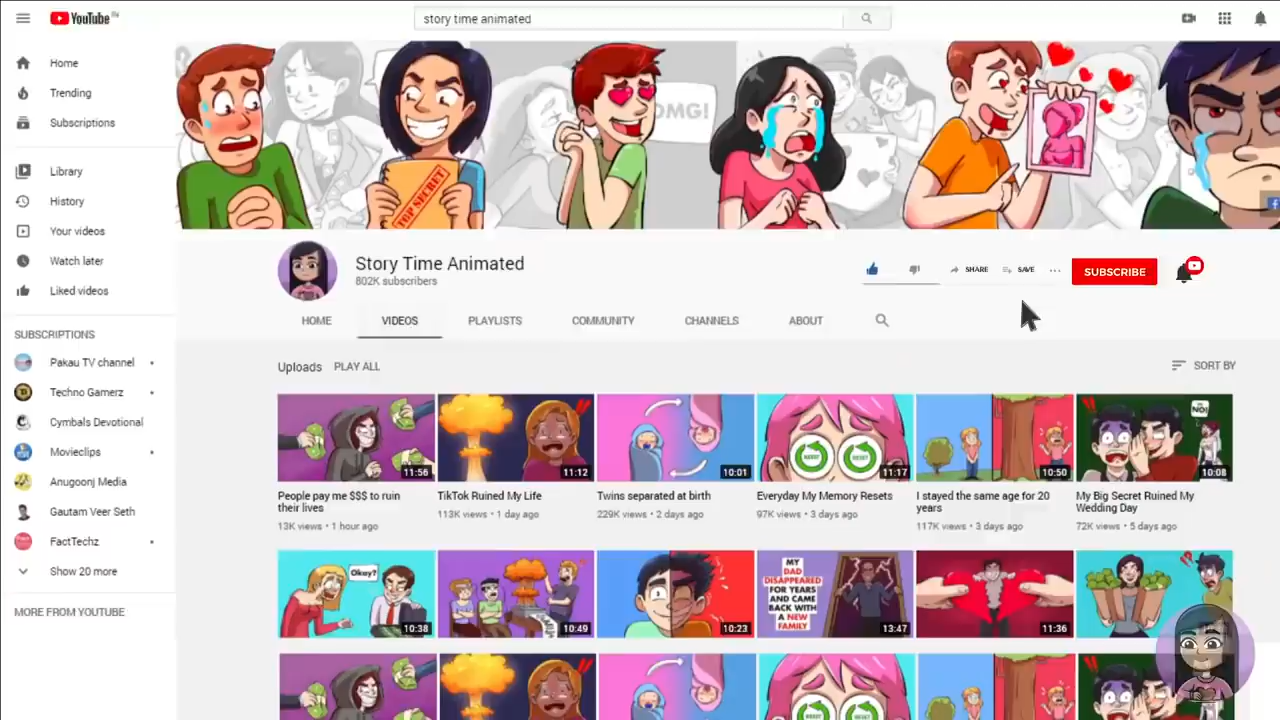 YouTube IN
story time animated
Home
Trending
Subscriptions
Library
History
Your videos
Watch later
Liked videos
SUBSCRIPTIONS
Pakau TV channel
Techno Gamerz
Cymbals Devotional
Movieclips
Anugoonj Media
Gautam Veer Seth
FactTechz
Show 20 more
MORE FROM YOUTUBE
TOP SECRET
OMG!
Story Time Animated
802K subscribers
SHARE
SAVE
SUBSCRIBE
HOME
VIDEOS
PLAYLISTS
COMMUNITY
CHANNELS
ABOUT
Uploads
PLAY ALL
SORT BY
RESET
RESET
NO!
11:56
11:12
10:01
11:17
10:50
10:08
People pay me $$$ to ruin
their lives
13K views • 1 hour ago
TikTok Ruined My Life
113K views • 1 day ago
Twins separated at birth
229K views • 2 days ago
Everyday My Memory Resets
97K views • 3 days ago
I stayed the same age for 20
years
117K views • 3 days ago
My Big Secret Ruined My
Wedding Day
72K views • 5 days ago
Okay?
MY
DAD
DISAPPEARED
FOR YEARS
AND CAME
BACK WITH
A NEW
FAMILY
10:38
10:49
10:23
13:47
11:36
RESET
RESET